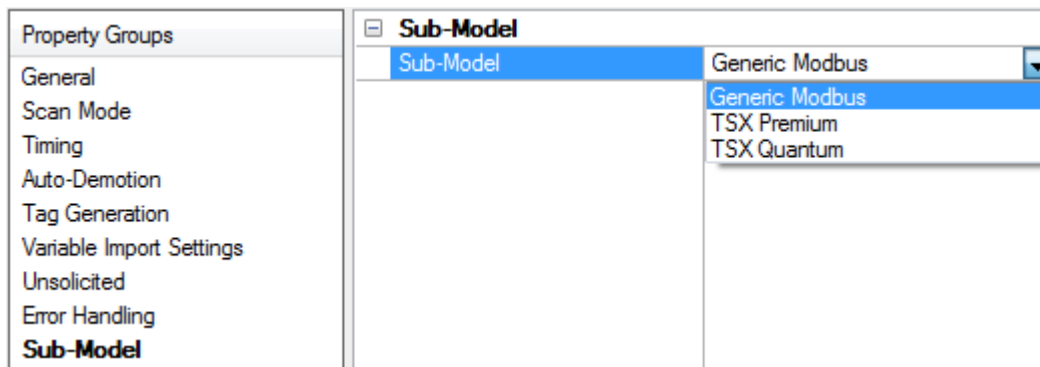 Property Groups
General
Scan Mode
Timing
Auto-Demotion
Tag Generation
Variable Import Settings
Unsolicited
Error Handling
Sub-Model
Sub-Model
Sub-Model Generic Modbus
Generic Modbus
TSX Premium
TSX Quantum